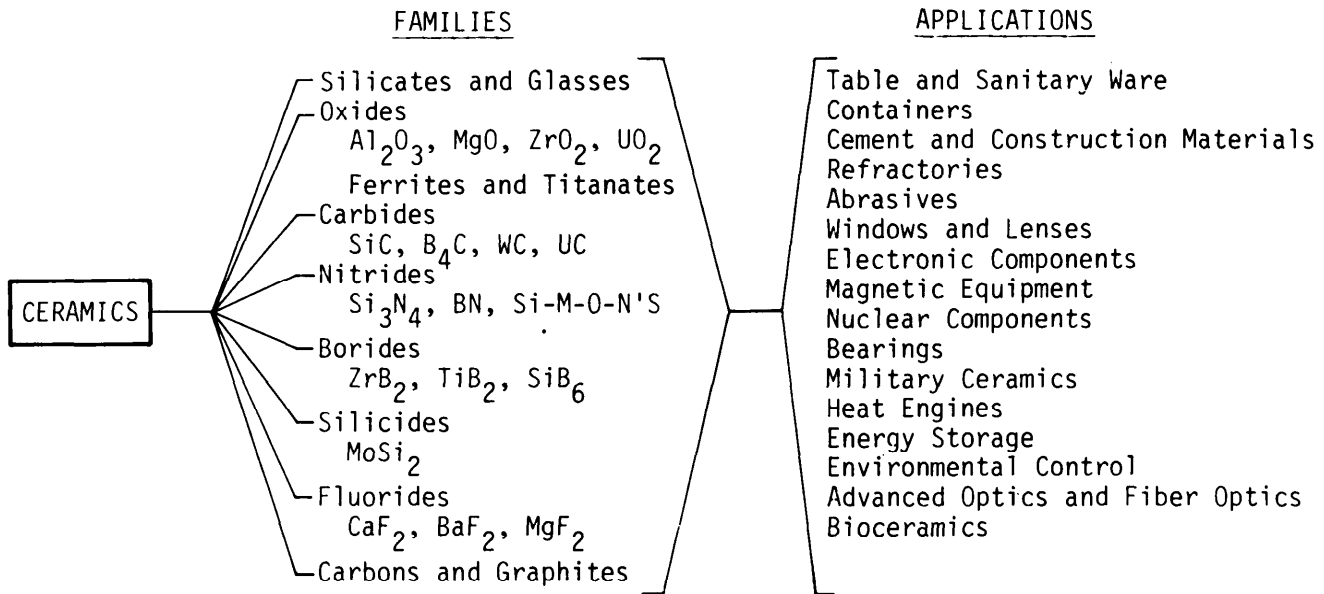 FAMILIES
Silicates and Glasses
Oxides
Al₂O₃, MgO, ZrO₂, UO₂
Ferrites and Titanates
Carbides
SiC, B₄C, WC, UC
Nitrides
Si₃N₄, BN, Si-M-O-N'S
Borides
ZrB₂, TiB₂, SiB₆
Silicides
MoSi₂
Fluorides
CaF₂, BaF₂, MgF₂
Carbons and Graphites
CERAMICS
APPLICATIONS
Table and Sanitary Ware
Containers
Cement and Construction Materials
Refractories
Abrasives
Windows and Lenses
Electronic Components
Magnetic Equipment
Nuclear Components
Bearings
Military Ceramics
Heat Engines
Energy Storage
Environmental Control
Advanced Optics and Fiber Optics
Bioceramics